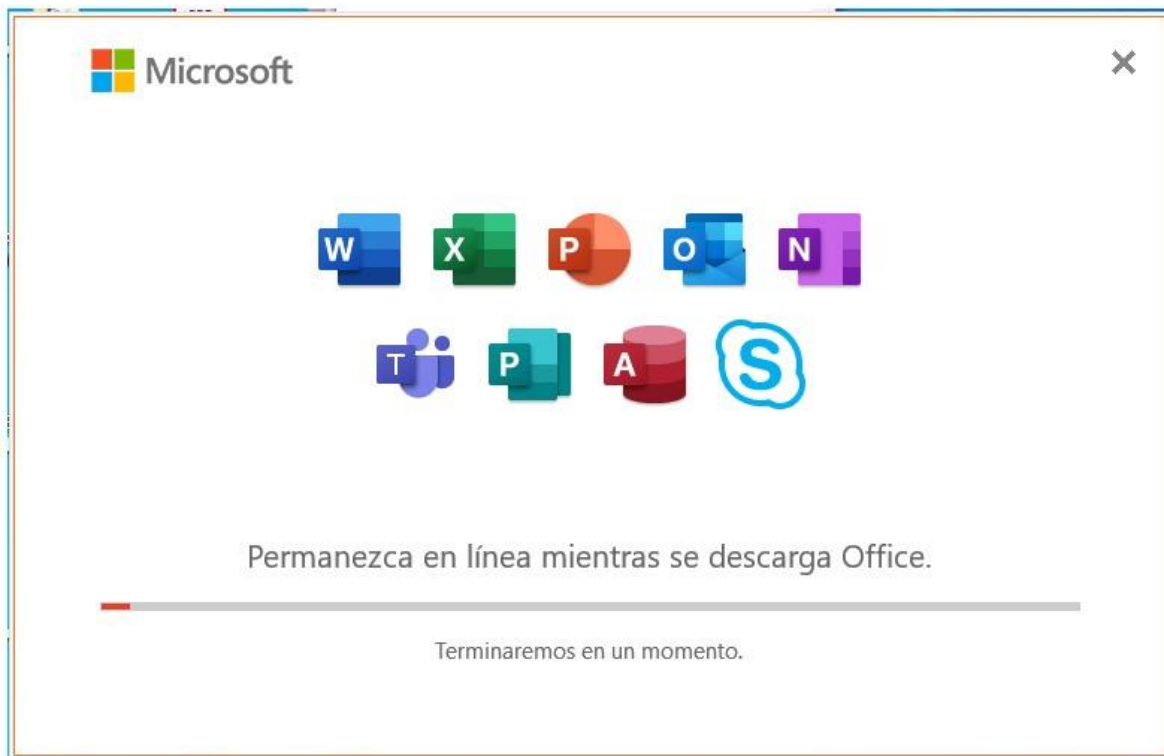 Microsoft
W X P O N
T P A S
Permanezca en línea mientras se descarga Office.
Terminaremos en un momento.